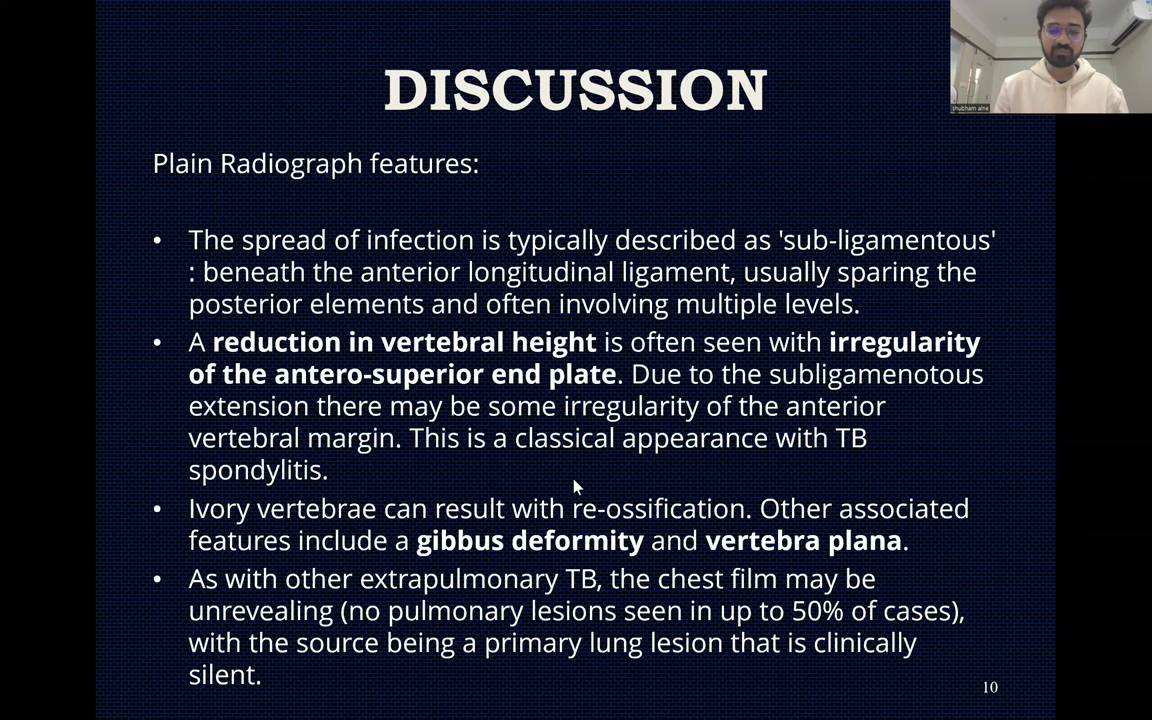 DISCUSSION
Plain Radiograph features:
• The spread of infection is typically described as 'sub-ligamentous'
: beneath the anterior longitudinal ligament, usually sparing the
posterior elements and often involving multiple levels.
• A reduction in vertebral height is often seen with irregularity
of the antero-superior end plate. Due to the subligamenotous
extension there may be some irregularity of the anterior
vertebral margin. This is a classical appearance with TB
spondylitis.
• Ivory vertebrae can result with re-ossification. Other associated
features include a gibbus deformity and vertebra plana.
• As with other extrapulmonary TB, the chest film may be
unrevealing (no pulmonary lesions seen in up to 50% of cases),
with the source being a primary lung lesion that is clinically
silent.
10